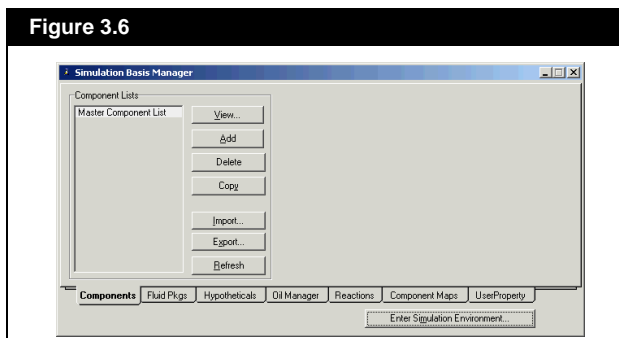 Figure 3.6
Simulation Basis Manager
Component Lists
Master Component List
View...
Add
Delete
Copy
Import...
Export...
Refresh
Components Fluid Pkgs Hypotheticals Oil Manager Reactions Component Maps UserProperty
Enter Simulation Environment...